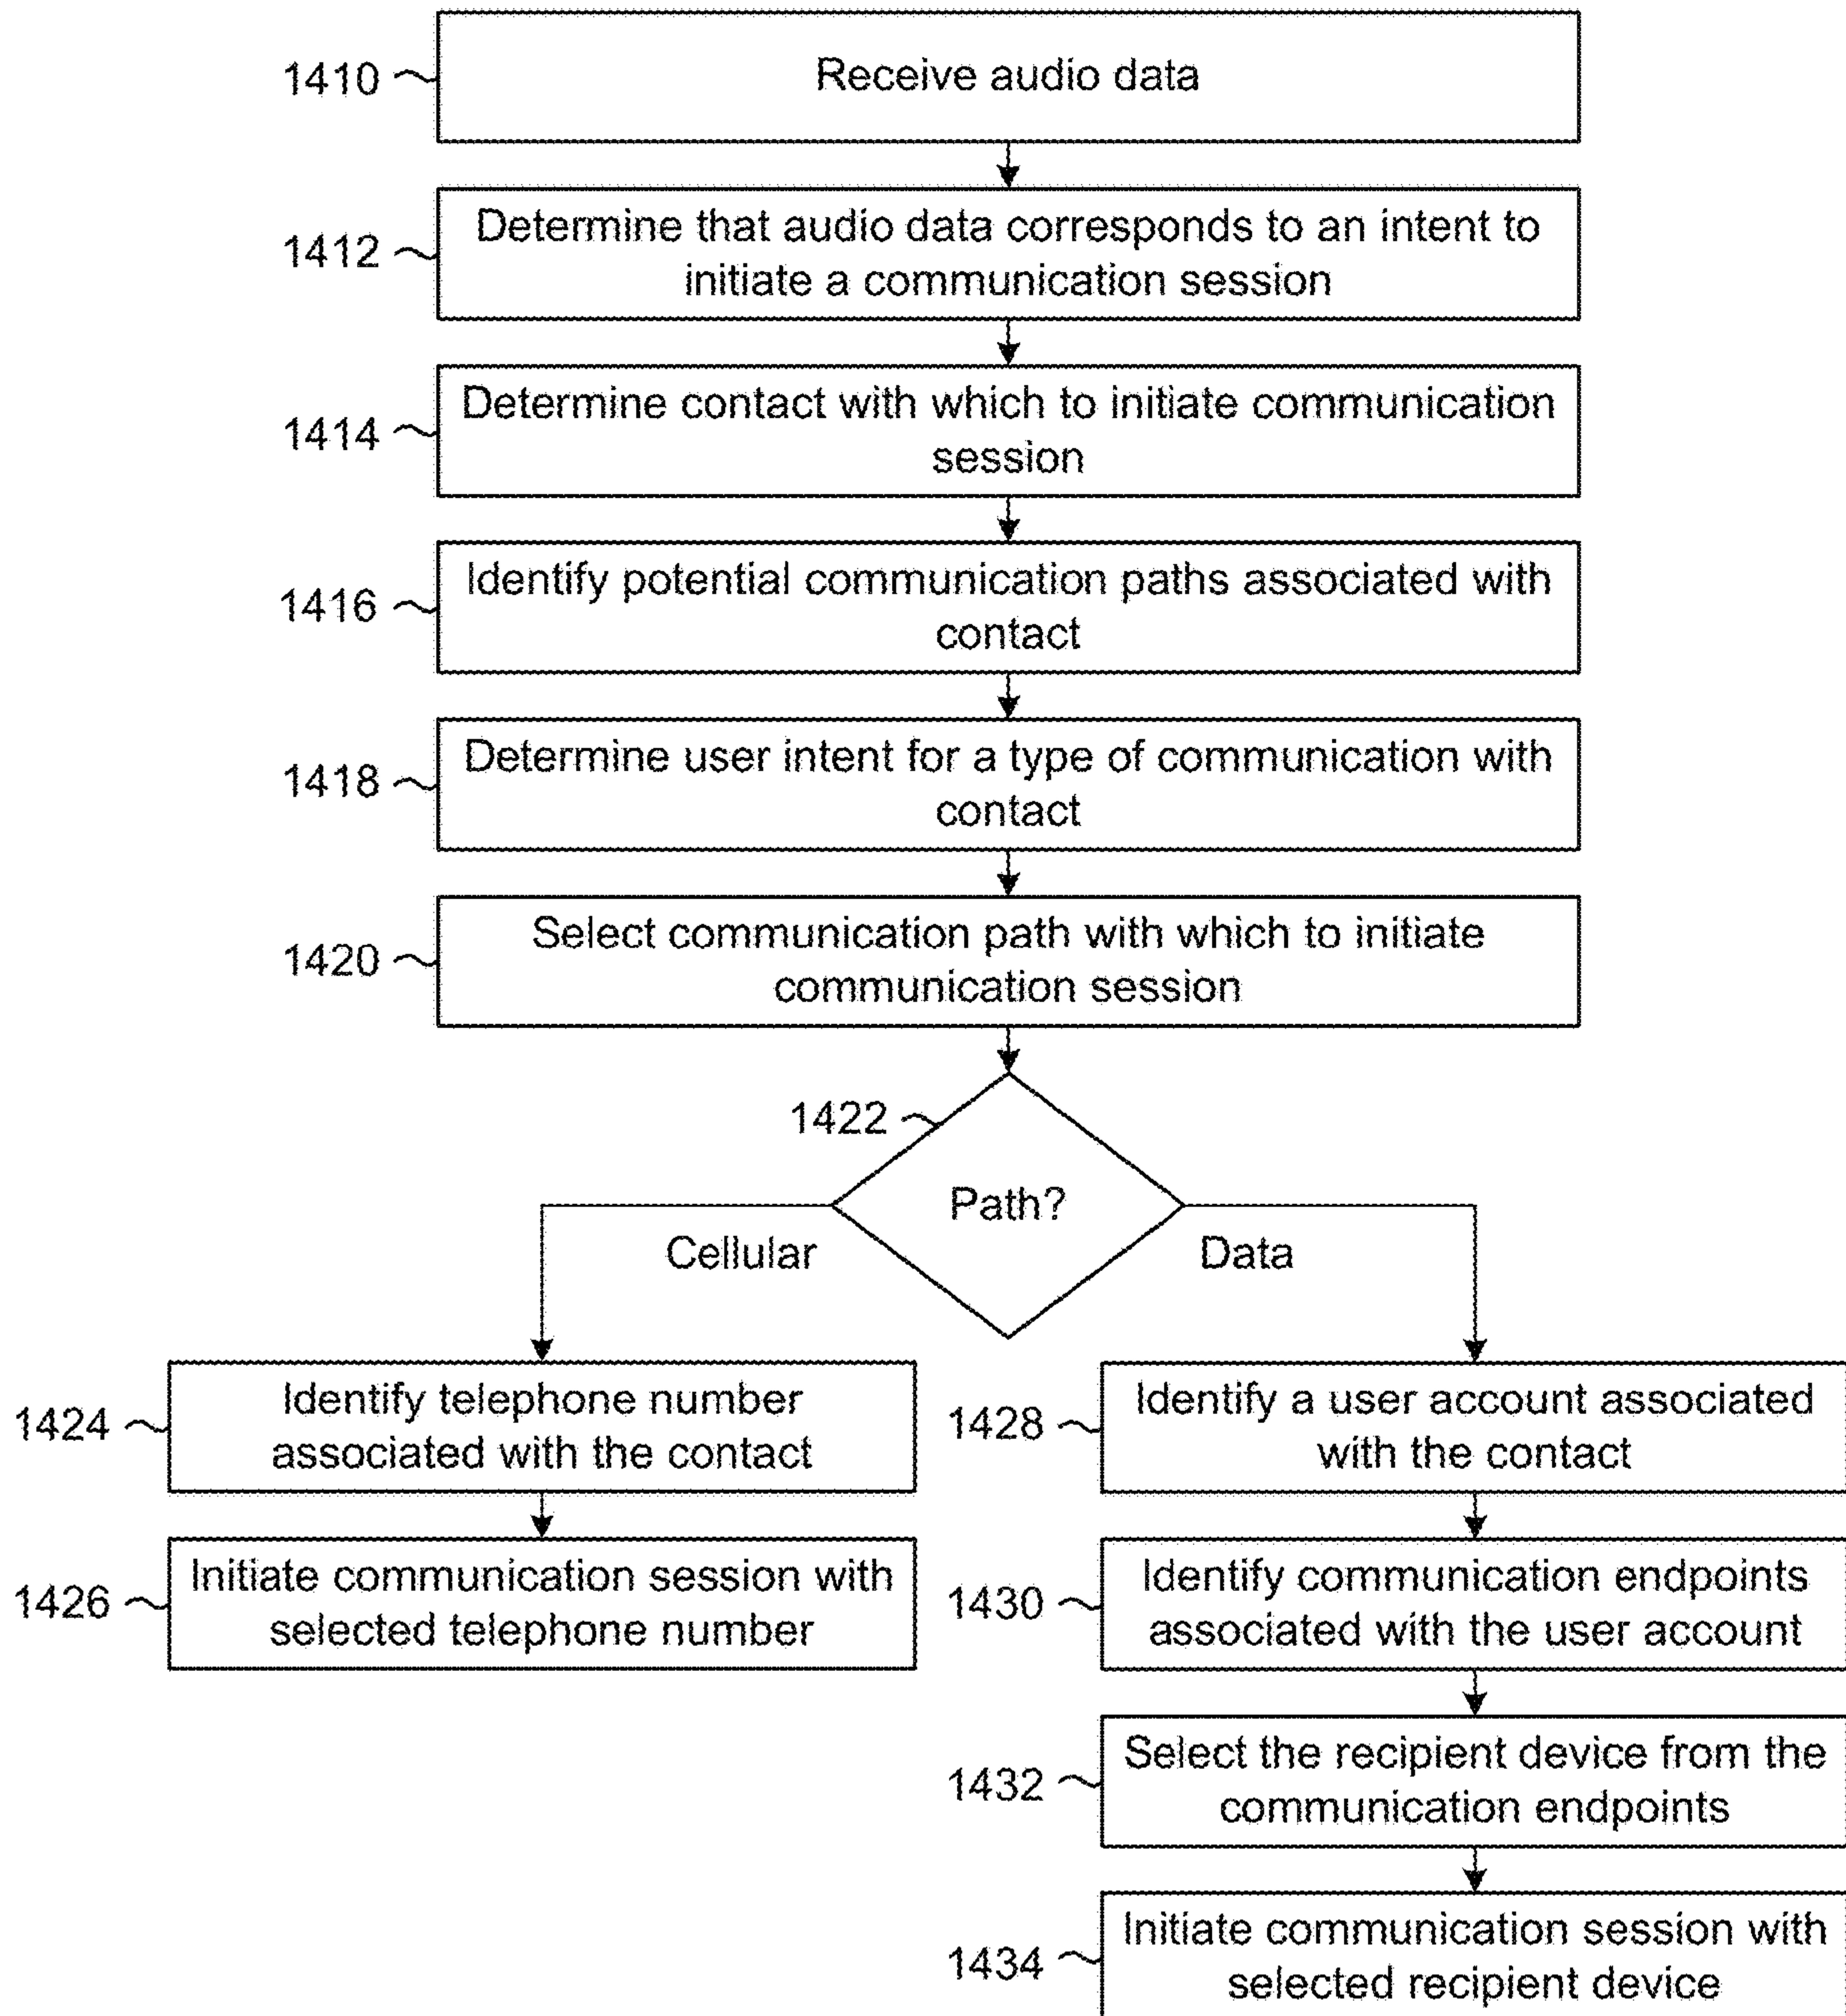 1410
Receive audio data
1412
Determine that audio data corresponds to an intent to
initiate a communication session
1414
Determine contact with which to initiate communication
session
1416
Identify potential communication paths associated with
contact
1418
Determine user intent for a type of communication with
contact
1420
Select communication path with which to initiate
communication session
1422
Path?
Cellular
Data
1424
Identify telephone number
associated with the contact
1426
Initiate communication session with
selected telephone number
1428
Identify a user account associated
with the contact
1430
Identify communication endpoints
associated with the user account
1432
Select the recipient device from the
communication endpoints
1434
Initiate communication session with
selected recipient device